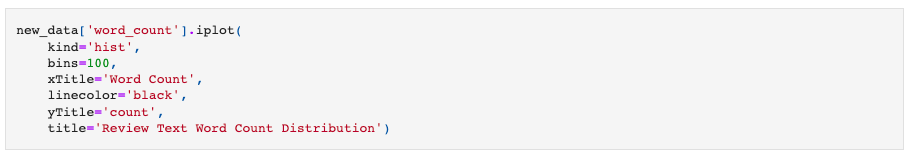 new_data['word_count'].iplot(
    kind='hist',
    bins=100,
    xTitle='Word Count',
    linecolor='black',
    yTitle='count',
    title='Review Text Word Count Distribution')